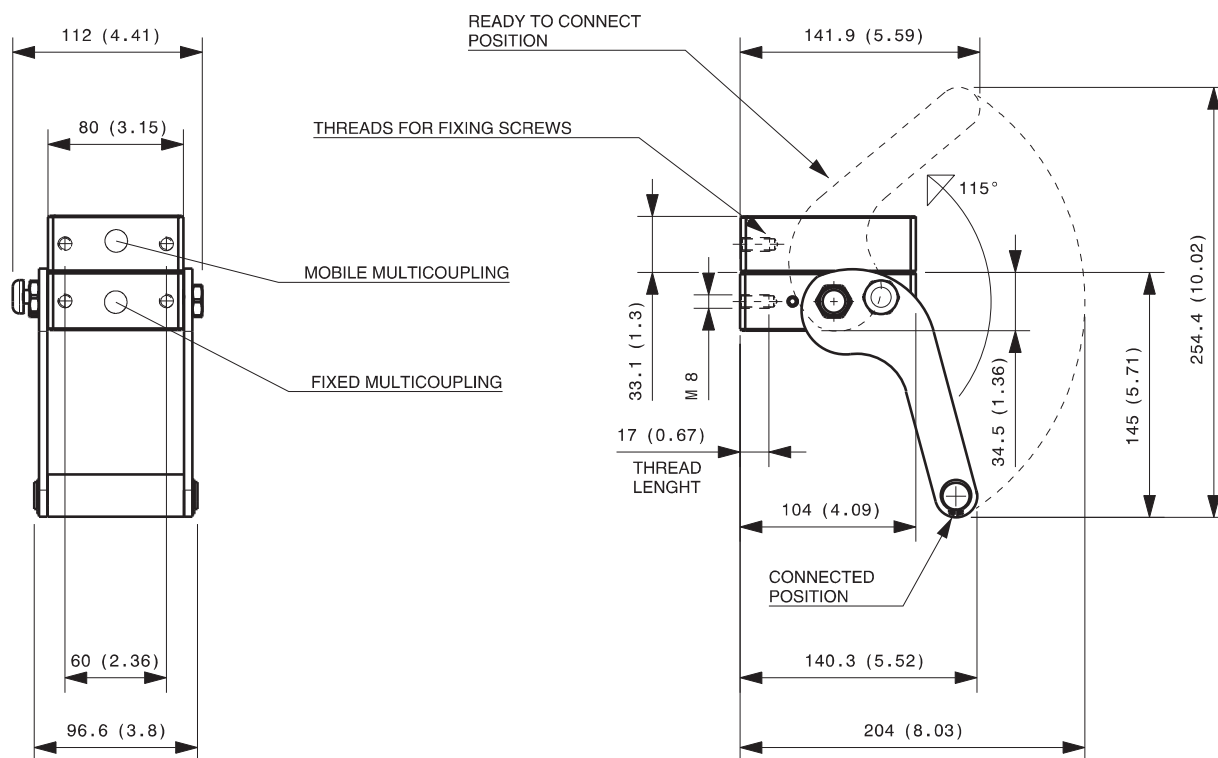 112 (4.41)
READY TO CONNECT
POSITION
141.9 (5.59)
80 (3.15)
THREADS FOR FIXING SCREWS
115°
MOBILE MULTICOUPLING
254.4 (10.02)
33.1 (1.3)
M 8
FIXED MULTICOUPLING
34.5 (1.36)
145 (5.71)
17 (0.67)
THREAD
LENGHT
104 (4.09)
CONNECTED
POSITION
60 (2.36)
140.3 (5.52)
96.6 (3.8)
204 (8.03)